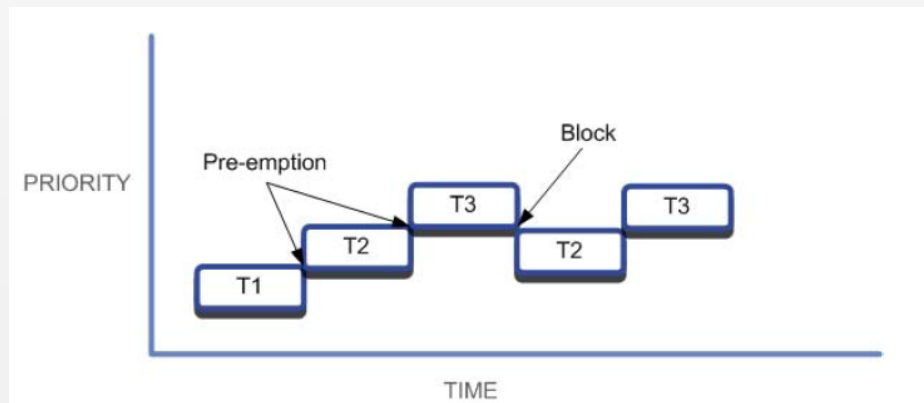 Block
Pre-emption
PRIORITY
T3
T3
T2
T2
T1
TIME